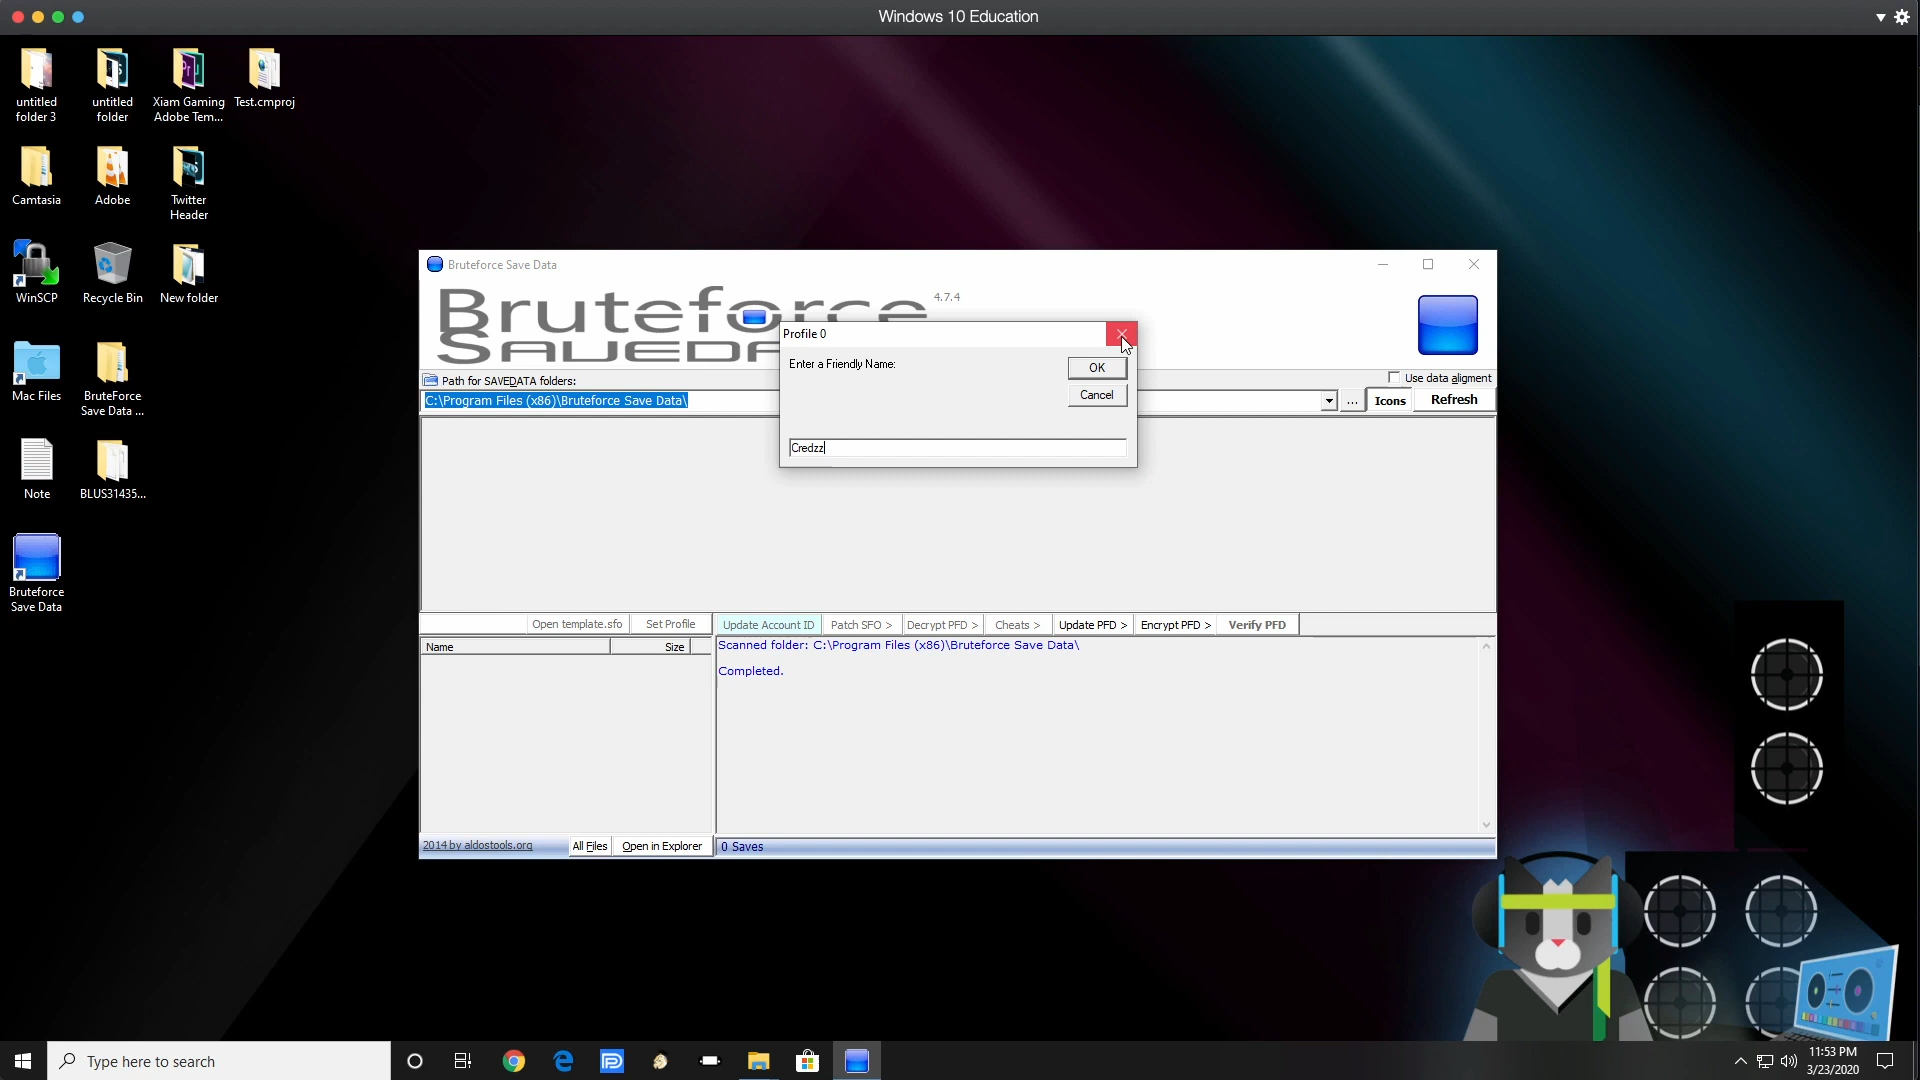 Windows 10 Education
untitled
folder 3
untitled
folder
Xiam Gaming
Adobe Tem...
Test.cmproj
Camtasia
Adobe
Twitter
Header
WinSCP
Recycle Bin
New folder
Mac Files
BruteForce
Save Data ...
Note
BLUS31435...
Bruteforce
Save Data
Bruteforce Save Data
Bruteforce
4.7.4
SAVEDA
Profile 0
Enter a Friendly Name:
OK
Cancel
Credzz
Path for SAVEDATA folders:
Use data aligment
C:\Program Files (x86)\Bruteforce Save Data\
...
Icons
Refresh
Open template.sfo
Set Profile
Update Account ID
Patch SFO >
Decrypt PFD >
Cheats >
Update PFD >
Encrypt PFD >
Verify PFD
Name
Size
Scanned folder: C:\Program Files (x86)\Bruteforce Save Data\
Completed.
2014 by aldostools.org
All Files
Open in Explorer
0 Saves
Type here to search
11:53 PM
3/23/2020